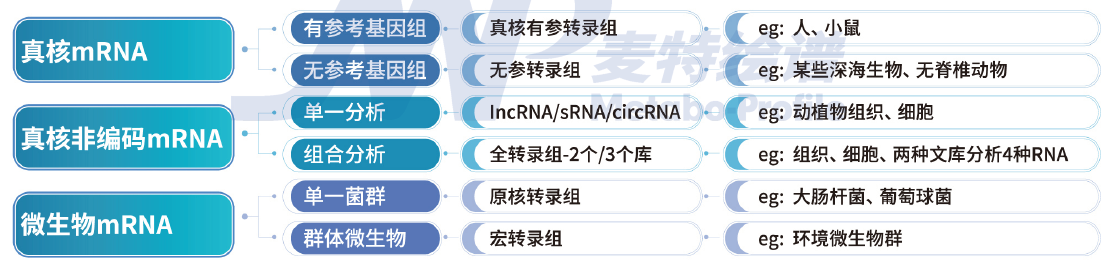 真核mRNA
有参考基因组
真核有参转录组
eg: 人、小鼠
无参考基因组
无参转录组
eg: 某些深海生物、无脊椎动物
真核非编码mRNA
单一分析
lncRNA/sRNA/circRNA
eg: 动植物组织、细胞
组合分析
全转录组-2个/3个库
eg: 组织、细胞、两种文库分析4种RNA
微生物mRNA
单一菌群
原核转录组
eg: 大肠杆菌、葡萄球菌
群体微生物
宏转录组
eg: 环境微生物群
麦特绘谱
Metabo-Profile